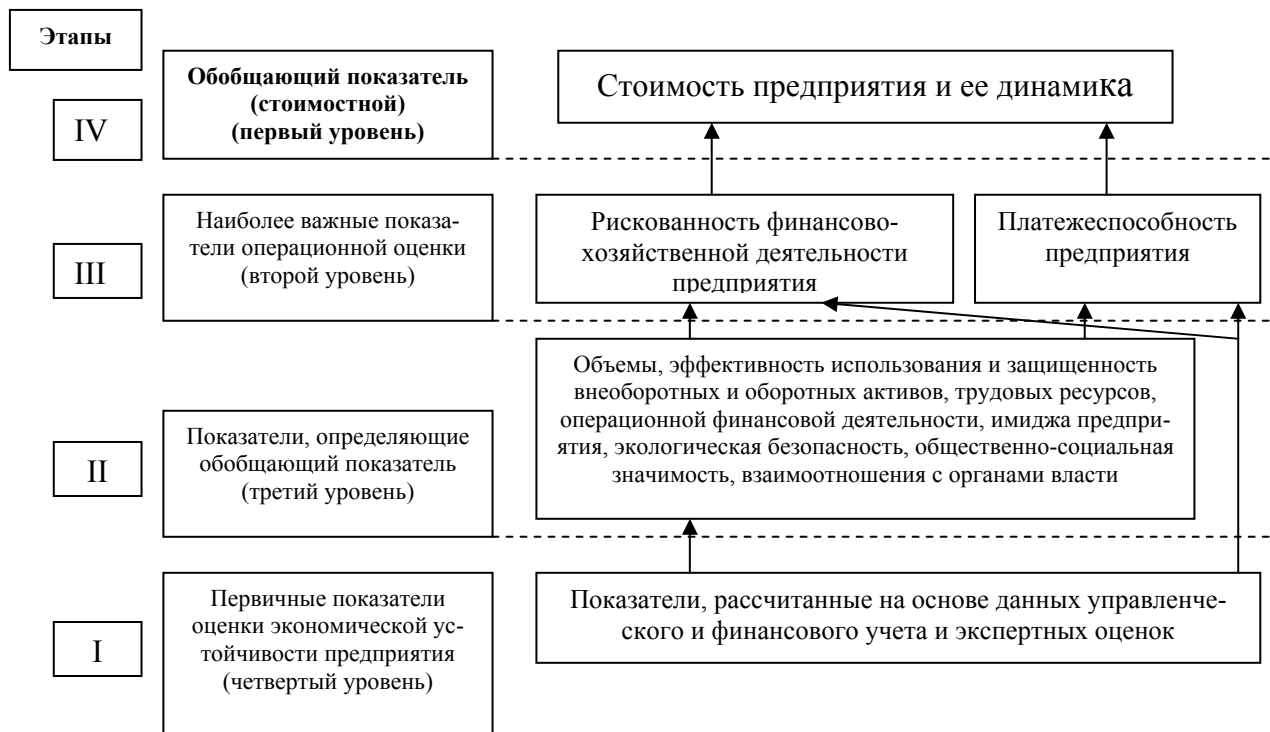 Этапы
IV
Обобщающий показатель
(стоимостной)
(первый уровень)
Стоимость предприятия и ее динамика
III
Наиболее важные показа-
тели операционной оценки
(второй уровень)
Рискованность финансово-
хозяйственной деятельности
предприятия
Платежеспособность
предприятия
II
Показатели, определяющие
обобщающий показатель
(третий уровень)
Объемы, эффективность использования и защищенность
внеоборотных и оборотных активов, трудовых ресурсов,
операционной финансовой деятельности, имиджа предпри-
ятия, экологическая безопасность, общественно-социальная
значимость, взаимоотношения с органами власти
I
Первичные показатели
оценки экономической ус-
тойчивости предприятия
(четвертый уровень)
Показатели, рассчитанные на основе данных управленче-
ского и финансового учета и экспертных оценок